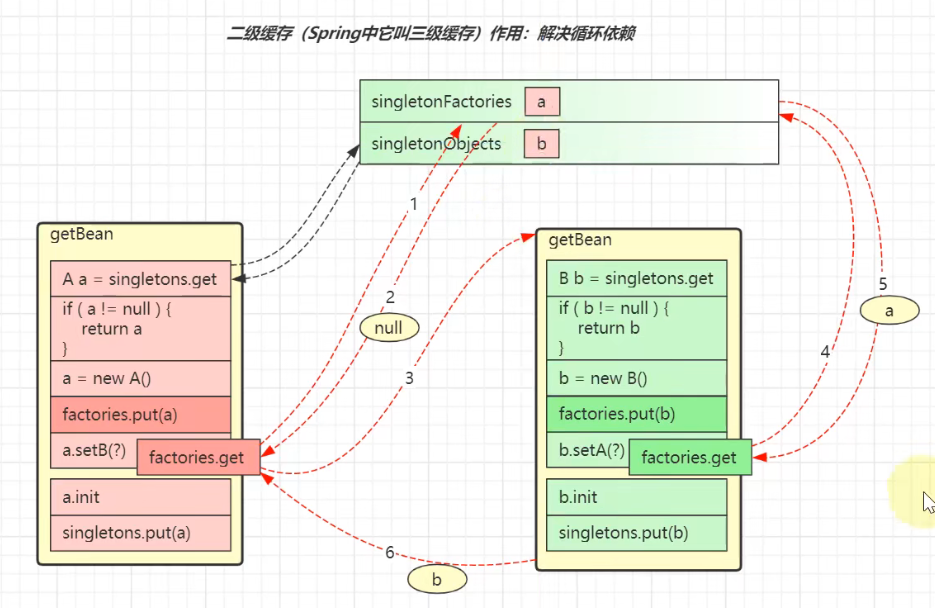 二级缓存（Spring中它叫三级缓存）作用：解决循环依赖
singletonFactories a
singletonObjects b
getBean
A a = singletons.get
if ( a != null ) {
return a
}
a = new A()
factories.put(a)
a.setB(?)
factories.get
a.init
singletons.put(a)
1
2
null
3
getBean
B b = singletons.get
if ( b != null ) {
return b
}
b = new B()
factories.put(b)
b.setA(?)
factories.get
b.init
singletons.put(b)
4
5
a
6
b